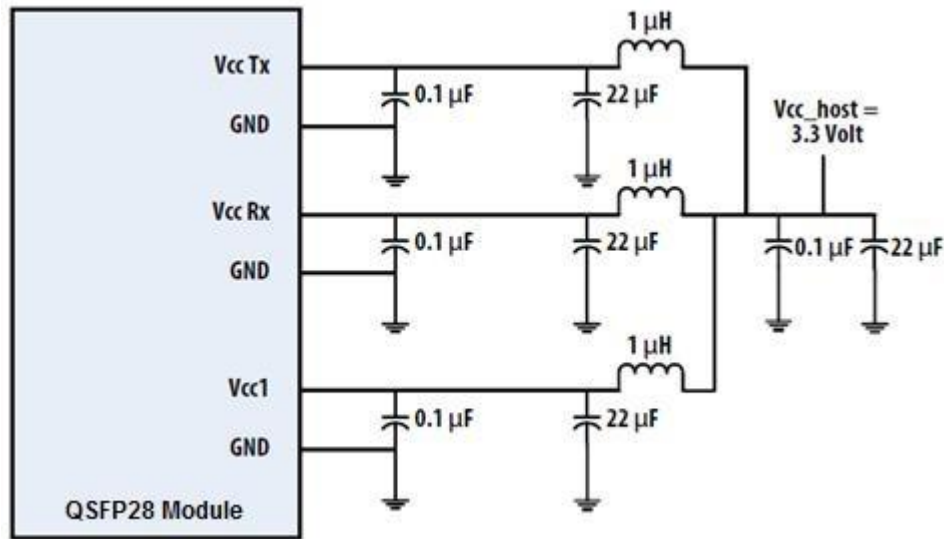 1 µH
Vcc Tx
0.1 µF
22 µF
GND
Vcc_host =
3.3 Volt
1 µH
Vcc Rx
0.1 µF
22 µF
0.1 µF
22 µF
GND
1 µH
Vcc1
0.1 µF
22 µF
GND
QSFP28 Module